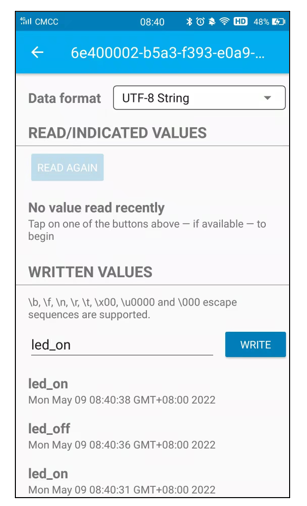 CMCC 08:40 HD 48%
6e400002-b5a3-f393-e0a9-...
Data format UTF-8 String
READ/INDICATED VALUES
READ AGAIN
No value read recently
Tap on one of the buttons above — if available — to
begin
WRITTEN VALUES
\b, \f, \n, \r, \t, \x00, \u0000 and \000 escape
sequences are supported.
led_on WRITE
led_on
Mon May 09 08:40:38 GMT+08:00 2022
led_off
Mon May 09 08:40:36 GMT+08:00 2022
led_on
Mon May 09 08:40:31 GMT+08:00 2022